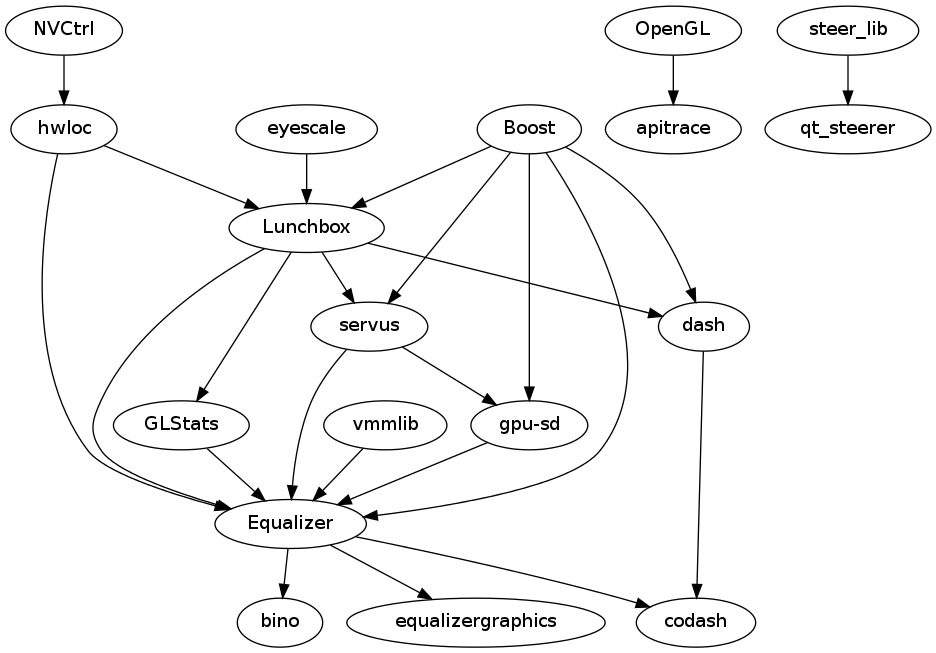 NVCtrl
OpenGL
steer_lib
hwloc
eyescale
Boost
apitrace
qt_steerer
Lunchbox
servus
dash
GLStats
vmmlib
gpu-sd
Equalizer
bino
equalizergraphics
codash